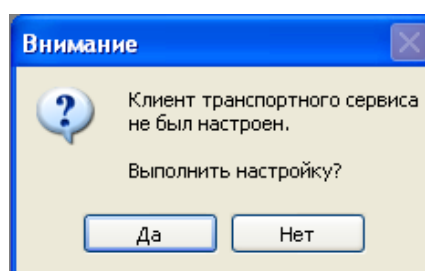 Внимание
Клиент транспортного сервиса
не был настроен.
Выполнить настройку?
Да
Нет